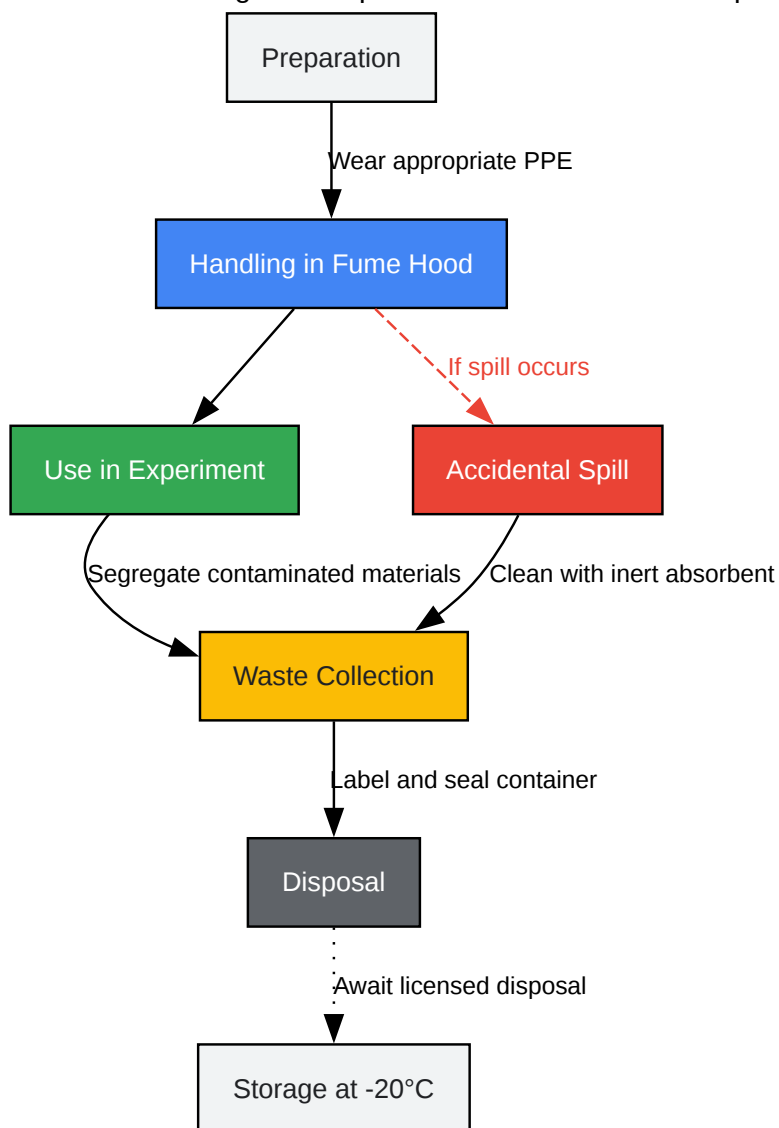 Preparation
Wear appropriate PPE
Handling in Fume Hood
If spill occurs
Use in Experiment
Accidental Spill
Segregate contaminated materials
Clean with inert absorbent
Waste Collection
Label and seal container
Disposal
Await licensed disposal
Storage at -20°C